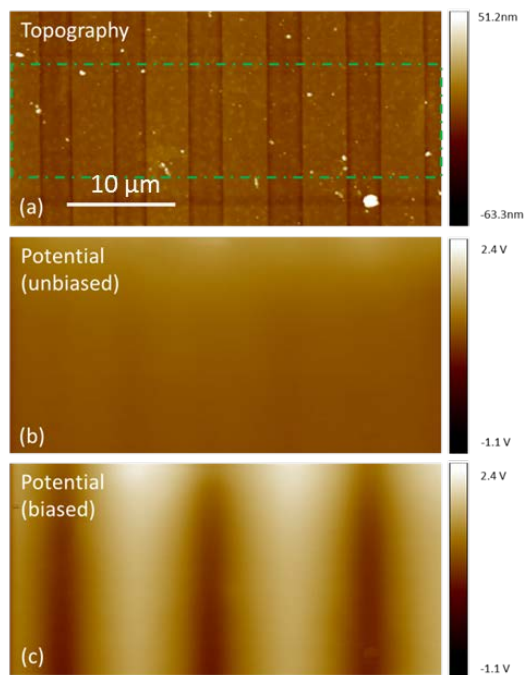 Topography
51.2nm
10 μm
(a)
-63.3nm
Potential
(unbiased)
2.4 V
(b)
-1.1 V
Potential
(biased)
2.4 V
(c)
-1.1 V